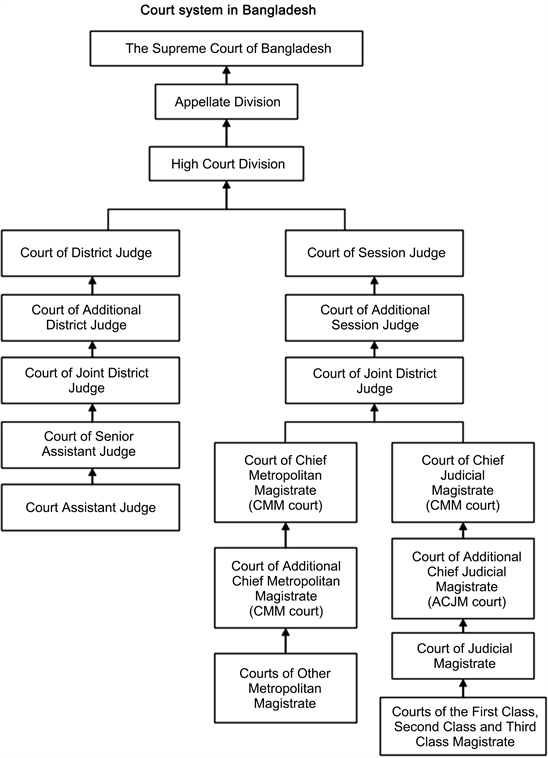 Court system in Bangladesh
The Supreme Court of Bangladesh
Appellate Division
High Court Division
Court of District Judge
Court of Additional
District Judge
Court of Joint District
Judge
Court of Senior
Assistant Judge
Court Assistant Judge
Court of Session Judge
Court of Additional
Session Judge
Court of Joint District
Judge
Court of Chief
Metropolitan
Magistrate
(CMM court)
Court of Additional
Chief Metropolitan
Magistrate
(CMM court)
Courts of Other
Metropolitan
Magistrate
Court of Chief
Judicial
Magistrate
(CMM court)
Court of Additional
Chief Judicial
Magistrate
(ACJM court)
Court of Judicial
Magistrate
Courts of the First Class,
Second Class and Third
Class Magistrate